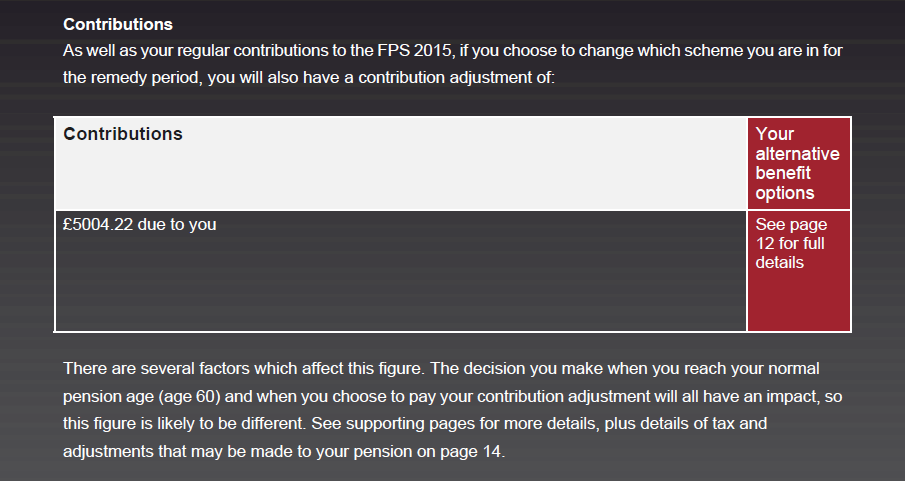 Contributions
As well as your regular contributions to the FPS 2015, if you choose to change which scheme you are in for
the remedy period, you will also have a contribution adjustment of:
Contributions
Your
alternative
benefit
options
£5004.22 due to you
See page
12 for full
details
There are several factors which affect this figure. The decision you make when you reach your normal
pension age (age 60) and when you choose to pay your contribution adjustment will all have an impact, so
this figure is likely to be different. See supporting pages for more details, plus details of tax and
adjustments that may be made to your pension on page 14.